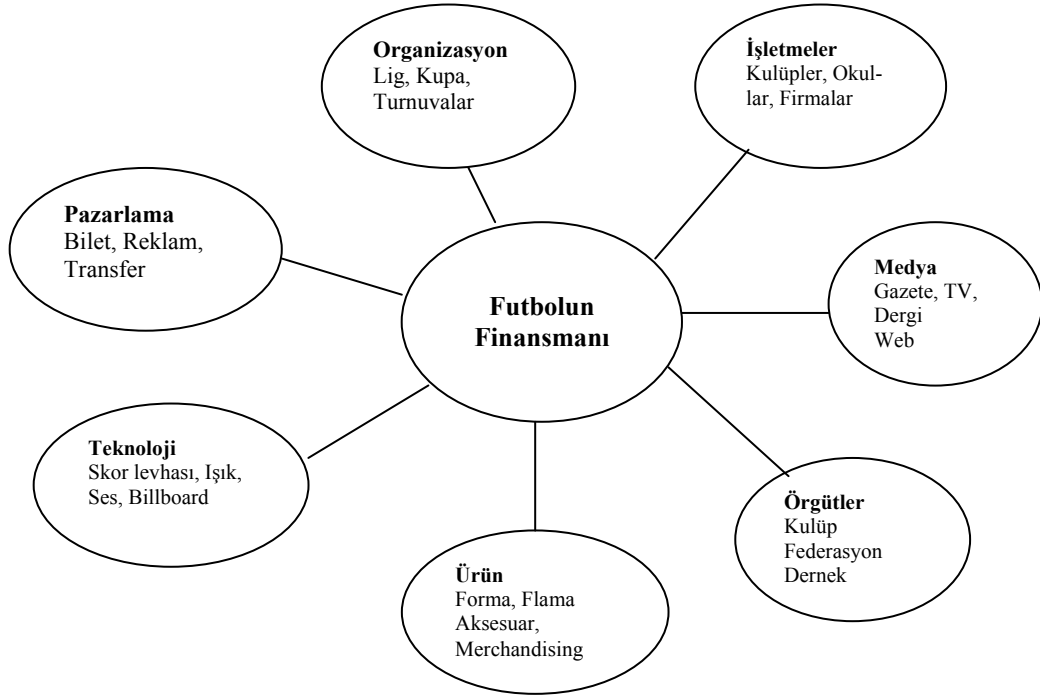 Organizasyon
Lig, Kupa,
Turnuvalar
İşletmeler
Kulüpler, Okul-
lar, Firmalar
Pazarlama
Bilet, Reklam,
Transfer
Medya
Gazete, TV,
Dergi
Web
Futbolun
Finansmanı
Teknoloji
Skor levhası, Işık,
Ses, Billboard
Örgütler
Kulüp
Federasyon
Dernek
Ürün
Forma, Flama
Aksesuar,
Merchandising